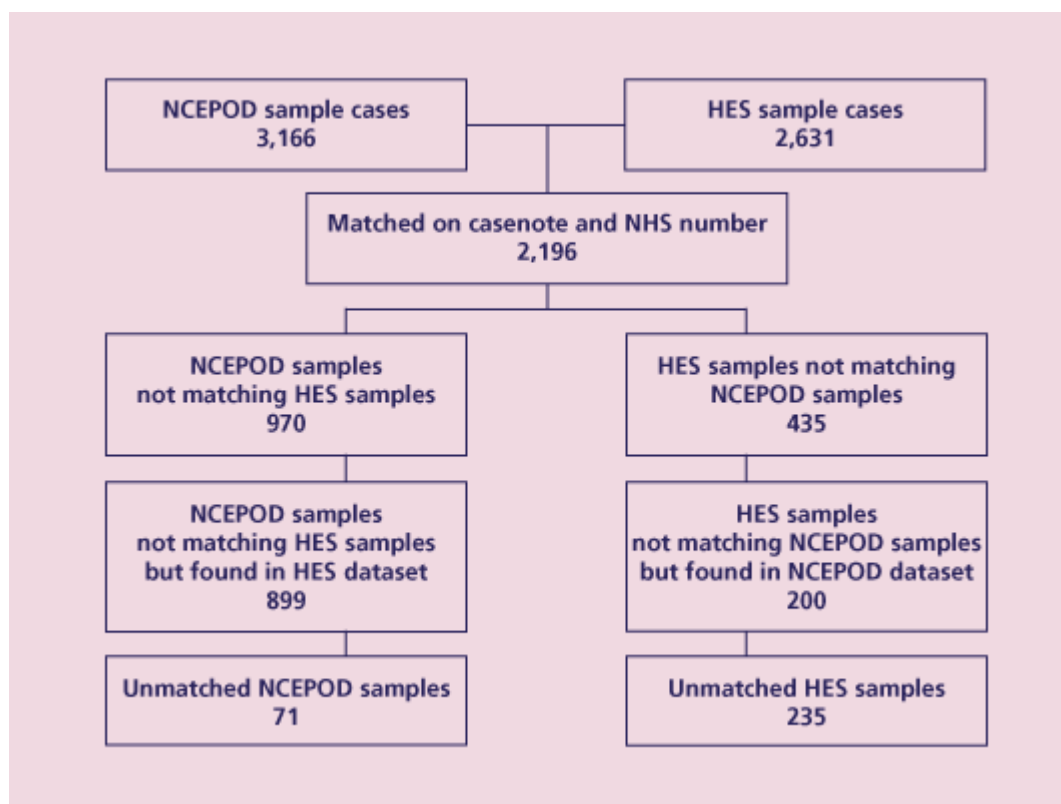 NCEPOD sample cases
3,166
HES sample cases
2,631
Matched on casenote and NHS number
2,196
NCEPOD samples
not matching HES samples
970
HES samples not matching
NCEPOD samples
435
NCEPOD samples
not matching HES samples
but found in HES dataset
899
HES samples
not matching NCEPOD samples
but found in NCEPOD dataset
200
Unmatched NCEPOD samples
71
Unmatched HES samples
235